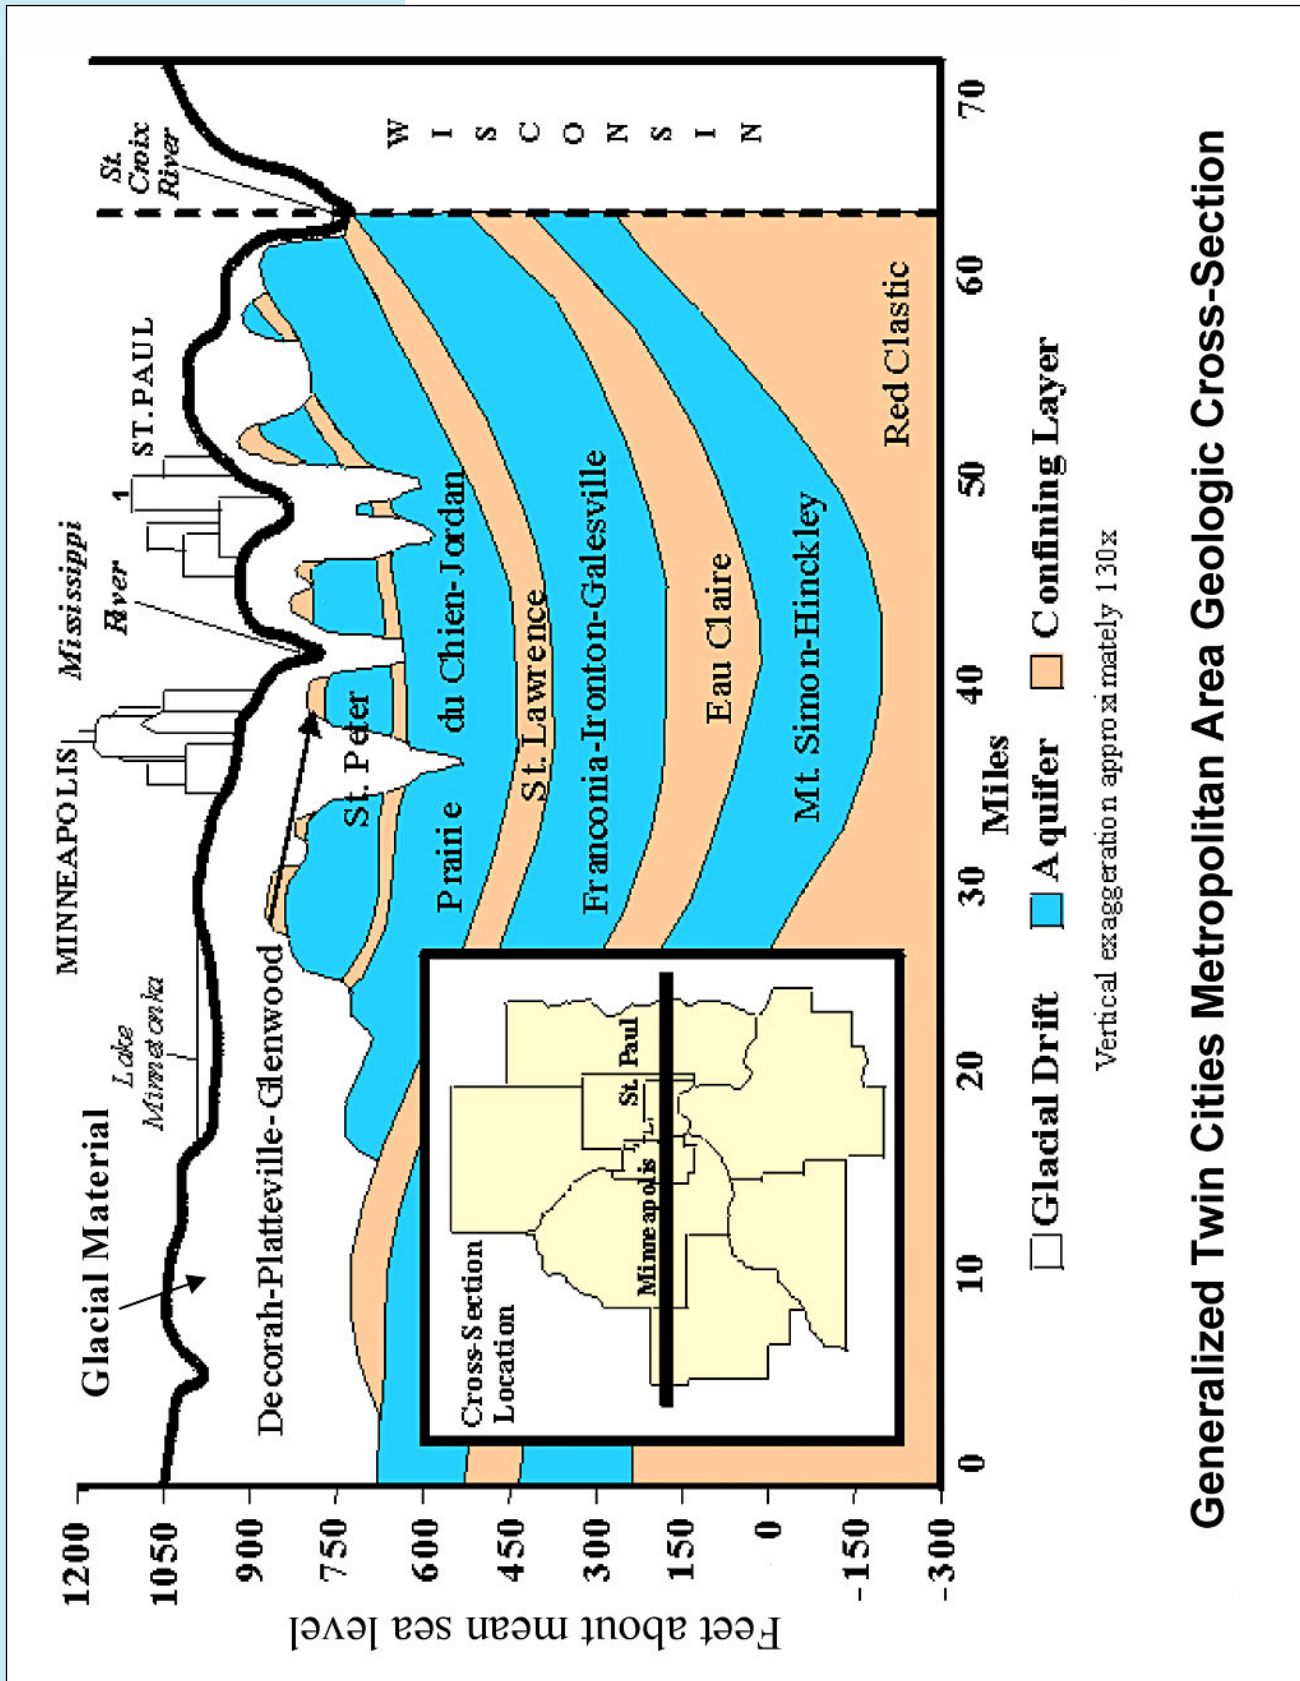 Glacial Material
Lake
Minnetonka
MINNEAPOLIS
Mississippi
River
1
ST. PAUL
St.
Croix
River
Decorah-Platteville-Glenwood
St. Peter
Prairie du Chien-Jordan
St. Lawrence
Franconia-Ironton-Galesville
Eau Claire
Mt. Simon-Hinckley
Red Clastic
W
I
S
C
O
N
S
I
N
Cross-Section
Location
Minneapolis
St. Paul
Feet about mean sea level
1200
1050
900
750
600
450
300
150
0
-150
-300
0 10 20 30 40 50 60 70
Miles
Glacial Drift Aquifer Confining Layer
Vertical exaggeration approximately 130x
Generalized Twin Cities Metropolitan Area Geologic Cross-Section